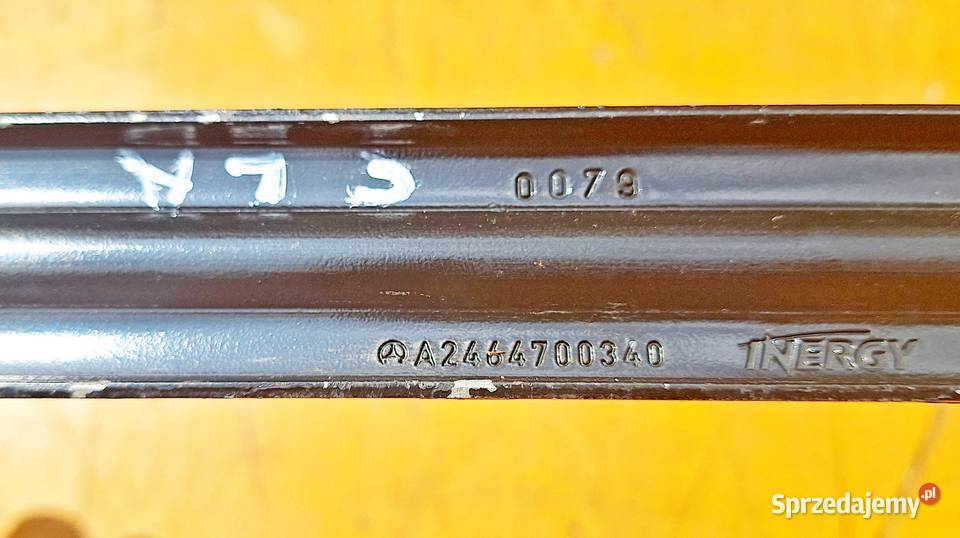 CLA
0079
A2464700340 INERGY
Sprzedajemy.pl